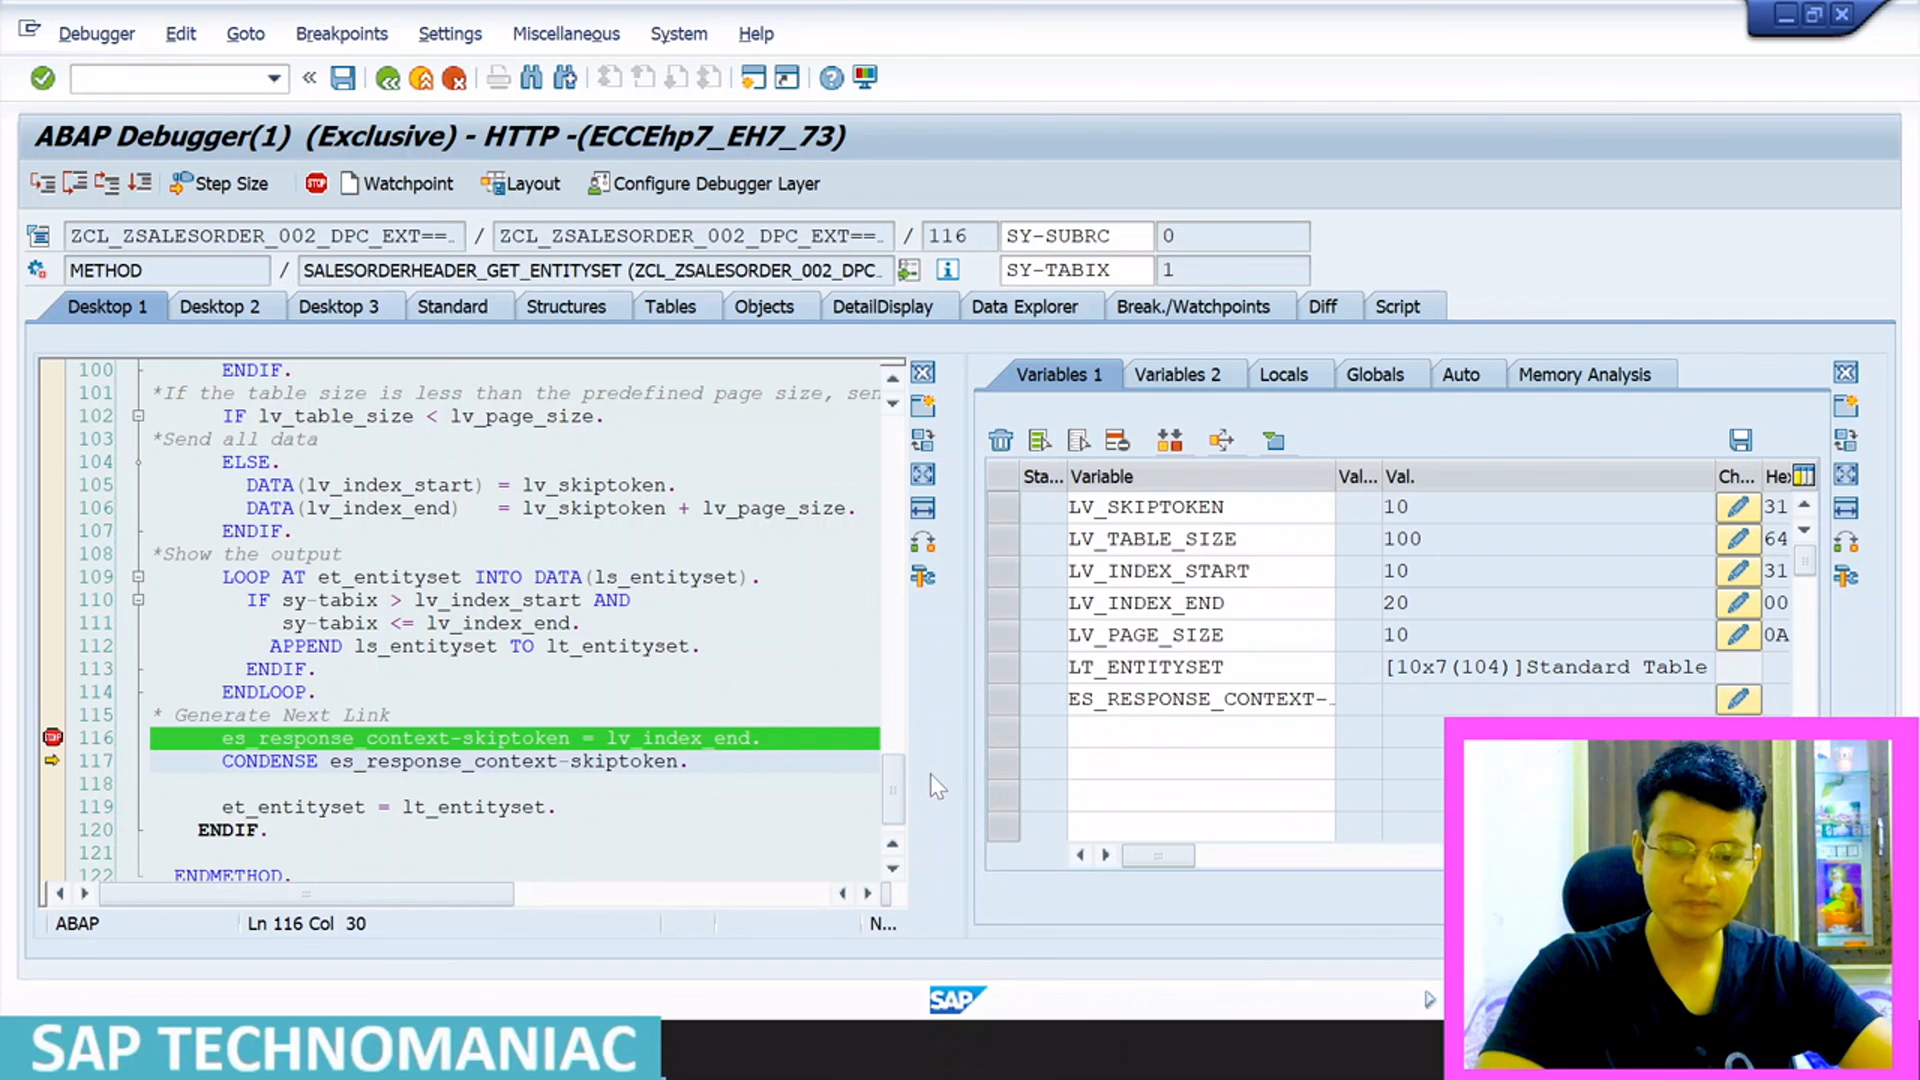 Debugger Edit Goto Breakpoints Settings Miscellaneous System Help
ABAP Debugger(1) (Exclusive) - HTTP -(ECCEhp7_EH7_73)
Step Size STOP Watchpoint Layout Configure Debugger Layer
ZCL_ZSALESORDER_002_DPC_EXT==… / ZCL_ZSALESORDER_002_DPC_EXT==… / 116 SY-SUBRC 0
METHOD / SALESORDERHEADER_GET_ENTITYSET (ZCL_ZSALESORDER_002_DPC… SY-TABIX 1
Desktop 1 Desktop 2 Desktop 3 Standard Structures Tables Objects DetailDisplay Data Explorer Break./Watchpoints Diff Script
100 ENDIF.
101 *If the table size is less than the predefined page size, sen
102 IF lv_table_size < lv_page_size.
103 *Send all data
104 ELSE.
105 DATA(lv_index_start) = lv_skiptoken.
106 DATA(lv_index_end) = lv_skiptoken + lv_page_size.
107 ENDIF.
108 *Show the output
109 LOOP AT et_entityset INTO DATA(ls_entityset).
110 IF sy-tabix > lv_index_start AND
111 sy-tabix <= lv_index_end.
112 APPEND ls_entityset TO lt_entityset.
113 ENDIF.
114 ENDLOOP.
115 * Generate Next Link
116 es_response_context-skiptoken = lv_index_end.
117 CONDENSE es_response_context-skiptoken.
118
119 et_entityset = lt_entityset.
120 ENDIF.
121
122 ENDMETHOD.
ABAP Ln 116 Col 30 N...
Variables 1 Variables 2 Locals Globals Auto Memory Analysis
Sta... Variable Val... Val. Ch... Hex
LV_SKIPTOKEN 10 31
LV_TABLE_SIZE 100 64
LV_INDEX_START 10 31
LV_INDEX_END 20 00
LV_PAGE_SIZE 10 0A
LT_ENTITYSET [10x7(104)]Standard Table
ES_RESPONSE_CONTEXT-…
SAP
SAP TECHNOMANIAC